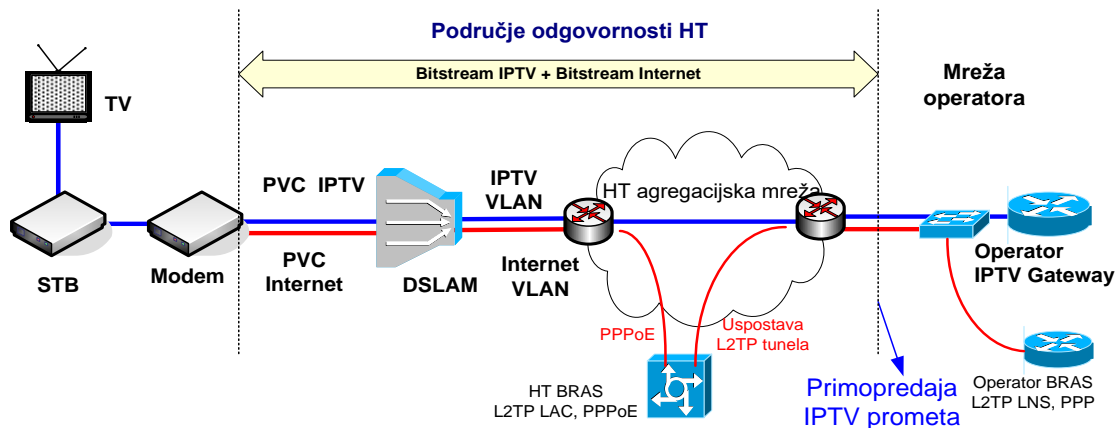 Područje odgovornosti HT
Bitstream IPTV + Bitstream Internet
Mreža
operatora
TV
PVC IPTV
IPTV
VLAN
HT agregacijska mreža
STB
Modem
PVC
Internet
DSLAM
Internet
VLAN
Operator
IPTV Gateway
PPPoE
Uspostava
L2TP tunela
HT BRAS
L2TP LAC, PPPoE
Primopredaja
IPTV prometa
Operator BRAS
L2TP LNS, PPP